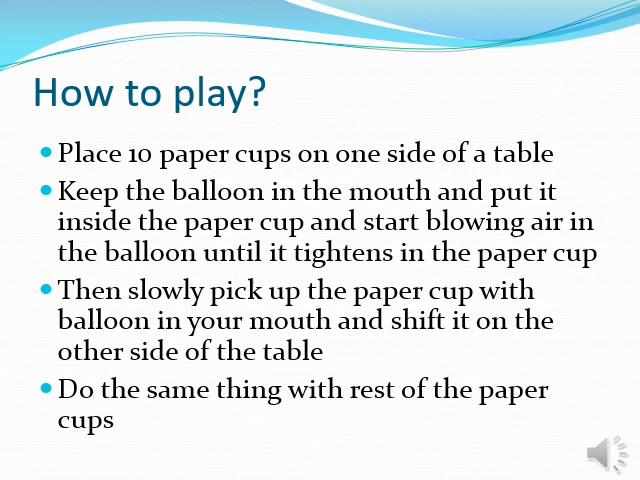 How to play?
• Place 10 paper cups on one side of a table
• Keep the balloon in the mouth and put it
inside the paper cup and start blowing air in
the balloon until it tightens in the paper cup
• Then slowly pick up the paper cup with
balloon in your mouth and shift it on the
other side of the table
• Do the same thing with rest of the paper
cups